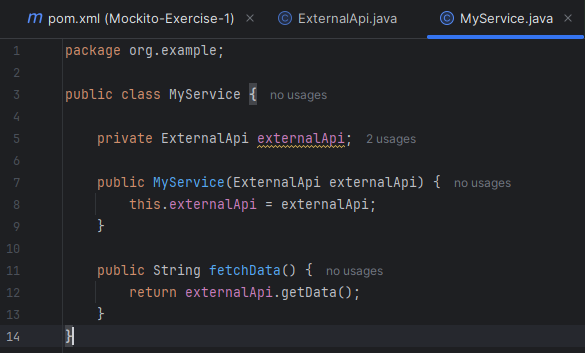 pom.xml (Mockito-Exercise-1) ExternalApi.java MyService.java
1 package org.example;
2
3 public class MyService { no usages
4
5 private ExternalApi externalApi; 2 usages
6
7 public MyService(ExternalApi externalApi) { no usages
8 this.externalApi = externalApi;
9 }
10
11 public String fetchData() { no usages
12 return externalApi.getData();
13 }
14 }